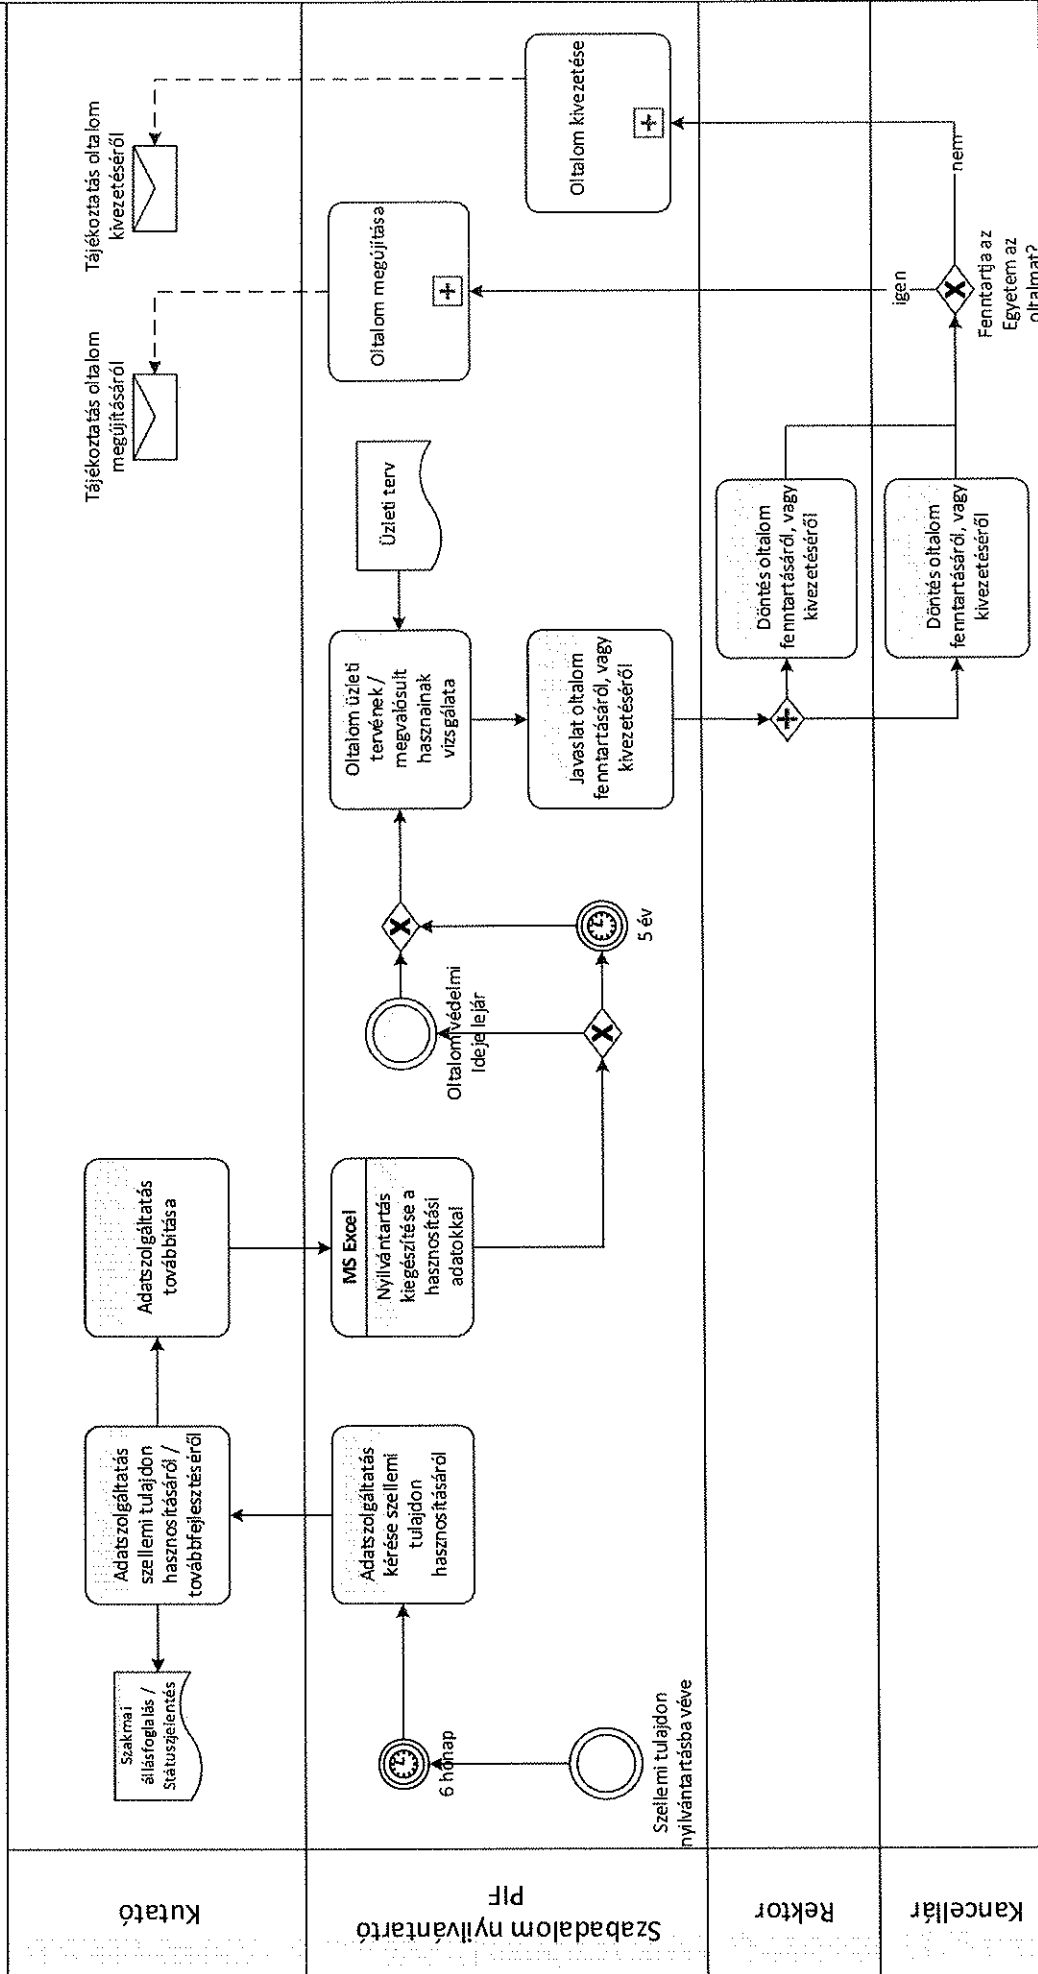 Kutató
Szakmai
állásfoglalás /
Státuszjelentés
Adatszolgáltatás
szellemi tulajdon
hasznosításáról /
továbbfejlesztéséről
Adatszolgáltatás
továbbítása
Tájékoztatás oltalom
megújításáról
Tájékoztatás oltalom
kivezetéséről
Szabadalom nyilvántartó
PIF
Szellemi tulajdon
nyilvántartásba véve
6 hónap
Adatszolgáltatás
kérése szellemi
tulajdon
hasznosításáról
MS Excel
Nyilvántartás
kiegészítése a
hasznosítási
adatokkal
Oltalom védelmi
Ideje lejár
5 év
Oltalom üzleti
tervének /
megvalósult
hasznainak
vizsgálata
Üzleti terv
Javaslat oltalom
fenntartásáról, vagy
kivezetéséről
Oltalom megújítása
Oltalom kivezetése
Rektor
Döntés oltalom
fenntartásáról, vagy
kivezetéséről
Kancellár
Döntés oltalom
fenntartásáról, vagy
kivezetéséről
igen
nem
Fenntartja az
Egyetem az
oltalmat?